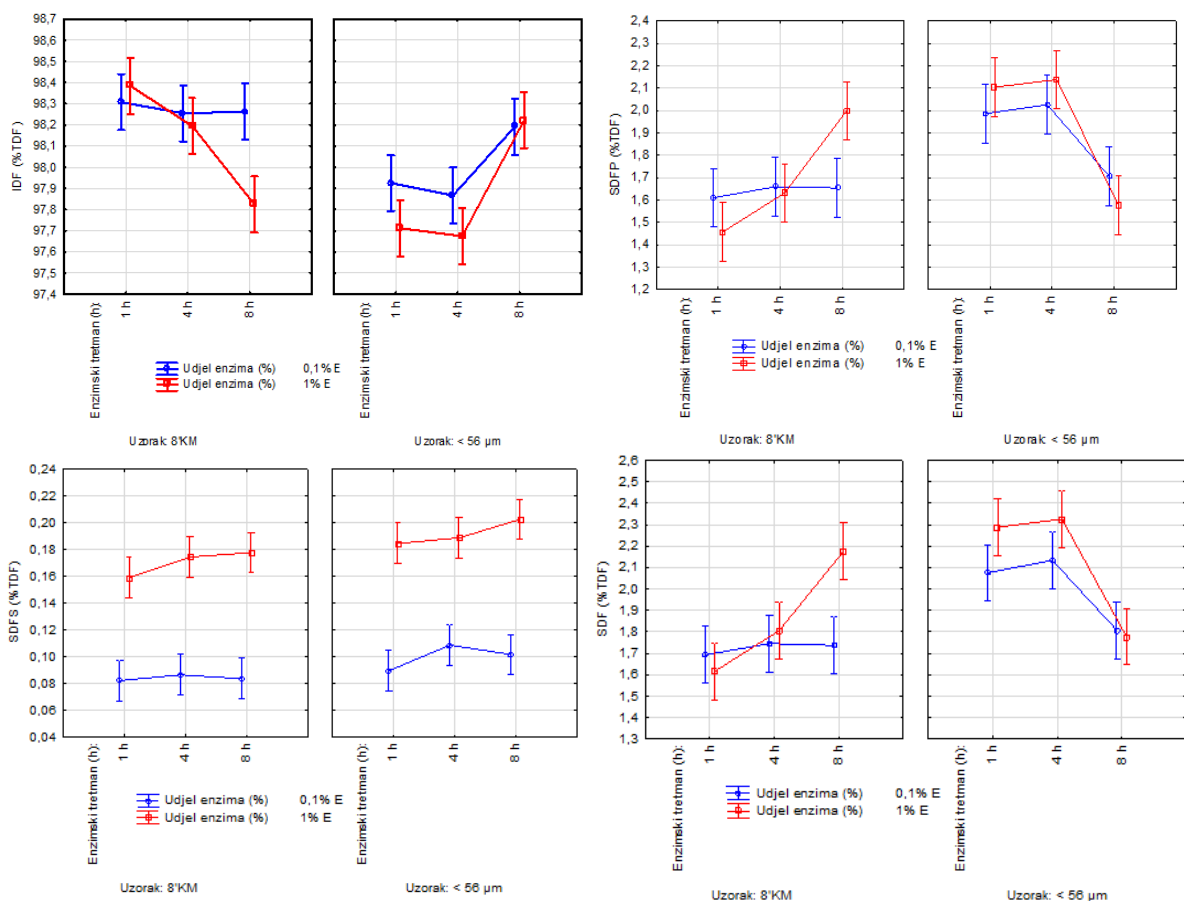 IDF (%TDF)
98,7
98,6
98,5
98,4
98,3
98,2
98,1
98,0
97,9
97,8
97,7
97,6
97,5
97,4
Enzimski tretman (h):
1 h
4 h
8 h
1 h
4 h
8 h
Udjel enzima (%) 0,1% E
Udjel enzima (%) 1% E
Uzorak: 8'KM
Uzorak: < 56 µm
SDFP (%TDF)
2,4
2,3
2,2
2,1
2,0
1,9
1,8
1,7
1,6
1,5
1,4
1,3
1,2
Enzimski tretman (h):
1 h
4 h
8 h
1 h
4 h
8 h
Udjel enzima (%) 0,1% E
Udjel enzima (%) 1% E
Uzorak: 8'KM
Uzorak: < 56 µm
SDFS (%TDF)
0,24
0,22
0,20
0,18
0,16
0,14
0,12
0,10
0,08
0,06
0,04
Enzimski tretman (h):
1 h
4 h
8 h
1 h
4 h
8 h
Udjel enzima (%) 0,1% E
Udjel enzima (%) 1% E
Uzorak: 8'KM
Uzorak: < 56 µm
SDF (%TDF)
2,6
2,5
2,4
2,3
2,2
2,1
2,0
1,9
1,8
1,7
1,6
1,5
1,4
1,3
Enzimski tretman (h):
1 h
4 h
8 h
1 h
4 h
8 h
Udjel enzima (%) 0,1% E
Udjel enzima (%) 1% E
Uzorak: 8'KM
Uzorak: < 56 µm